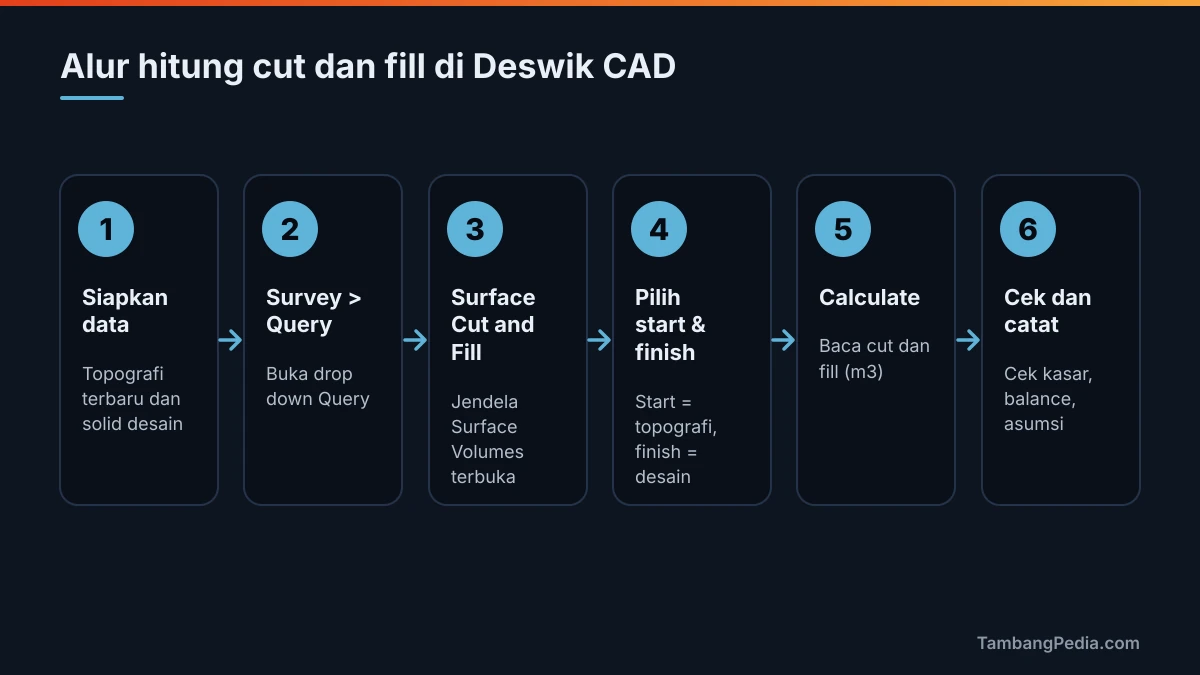 Alur hitung cut dan fill di Deswik CAD
1
Siapkan
data
Topografi
terbaru dan
solid desain
2
Survey >
Query
Buka drop
down Query
3
Surface
Cut and
Fill
Jendela
Surface
Volumes
terbuka
4
Pilih
start &
finish
Start =
topografi,
finish =
desain
5
Calculate
Baca cut dan
fill (m3)
6
Cek dan
catat
Cek kasar,
balance,
asumsi
TambangPedia.com